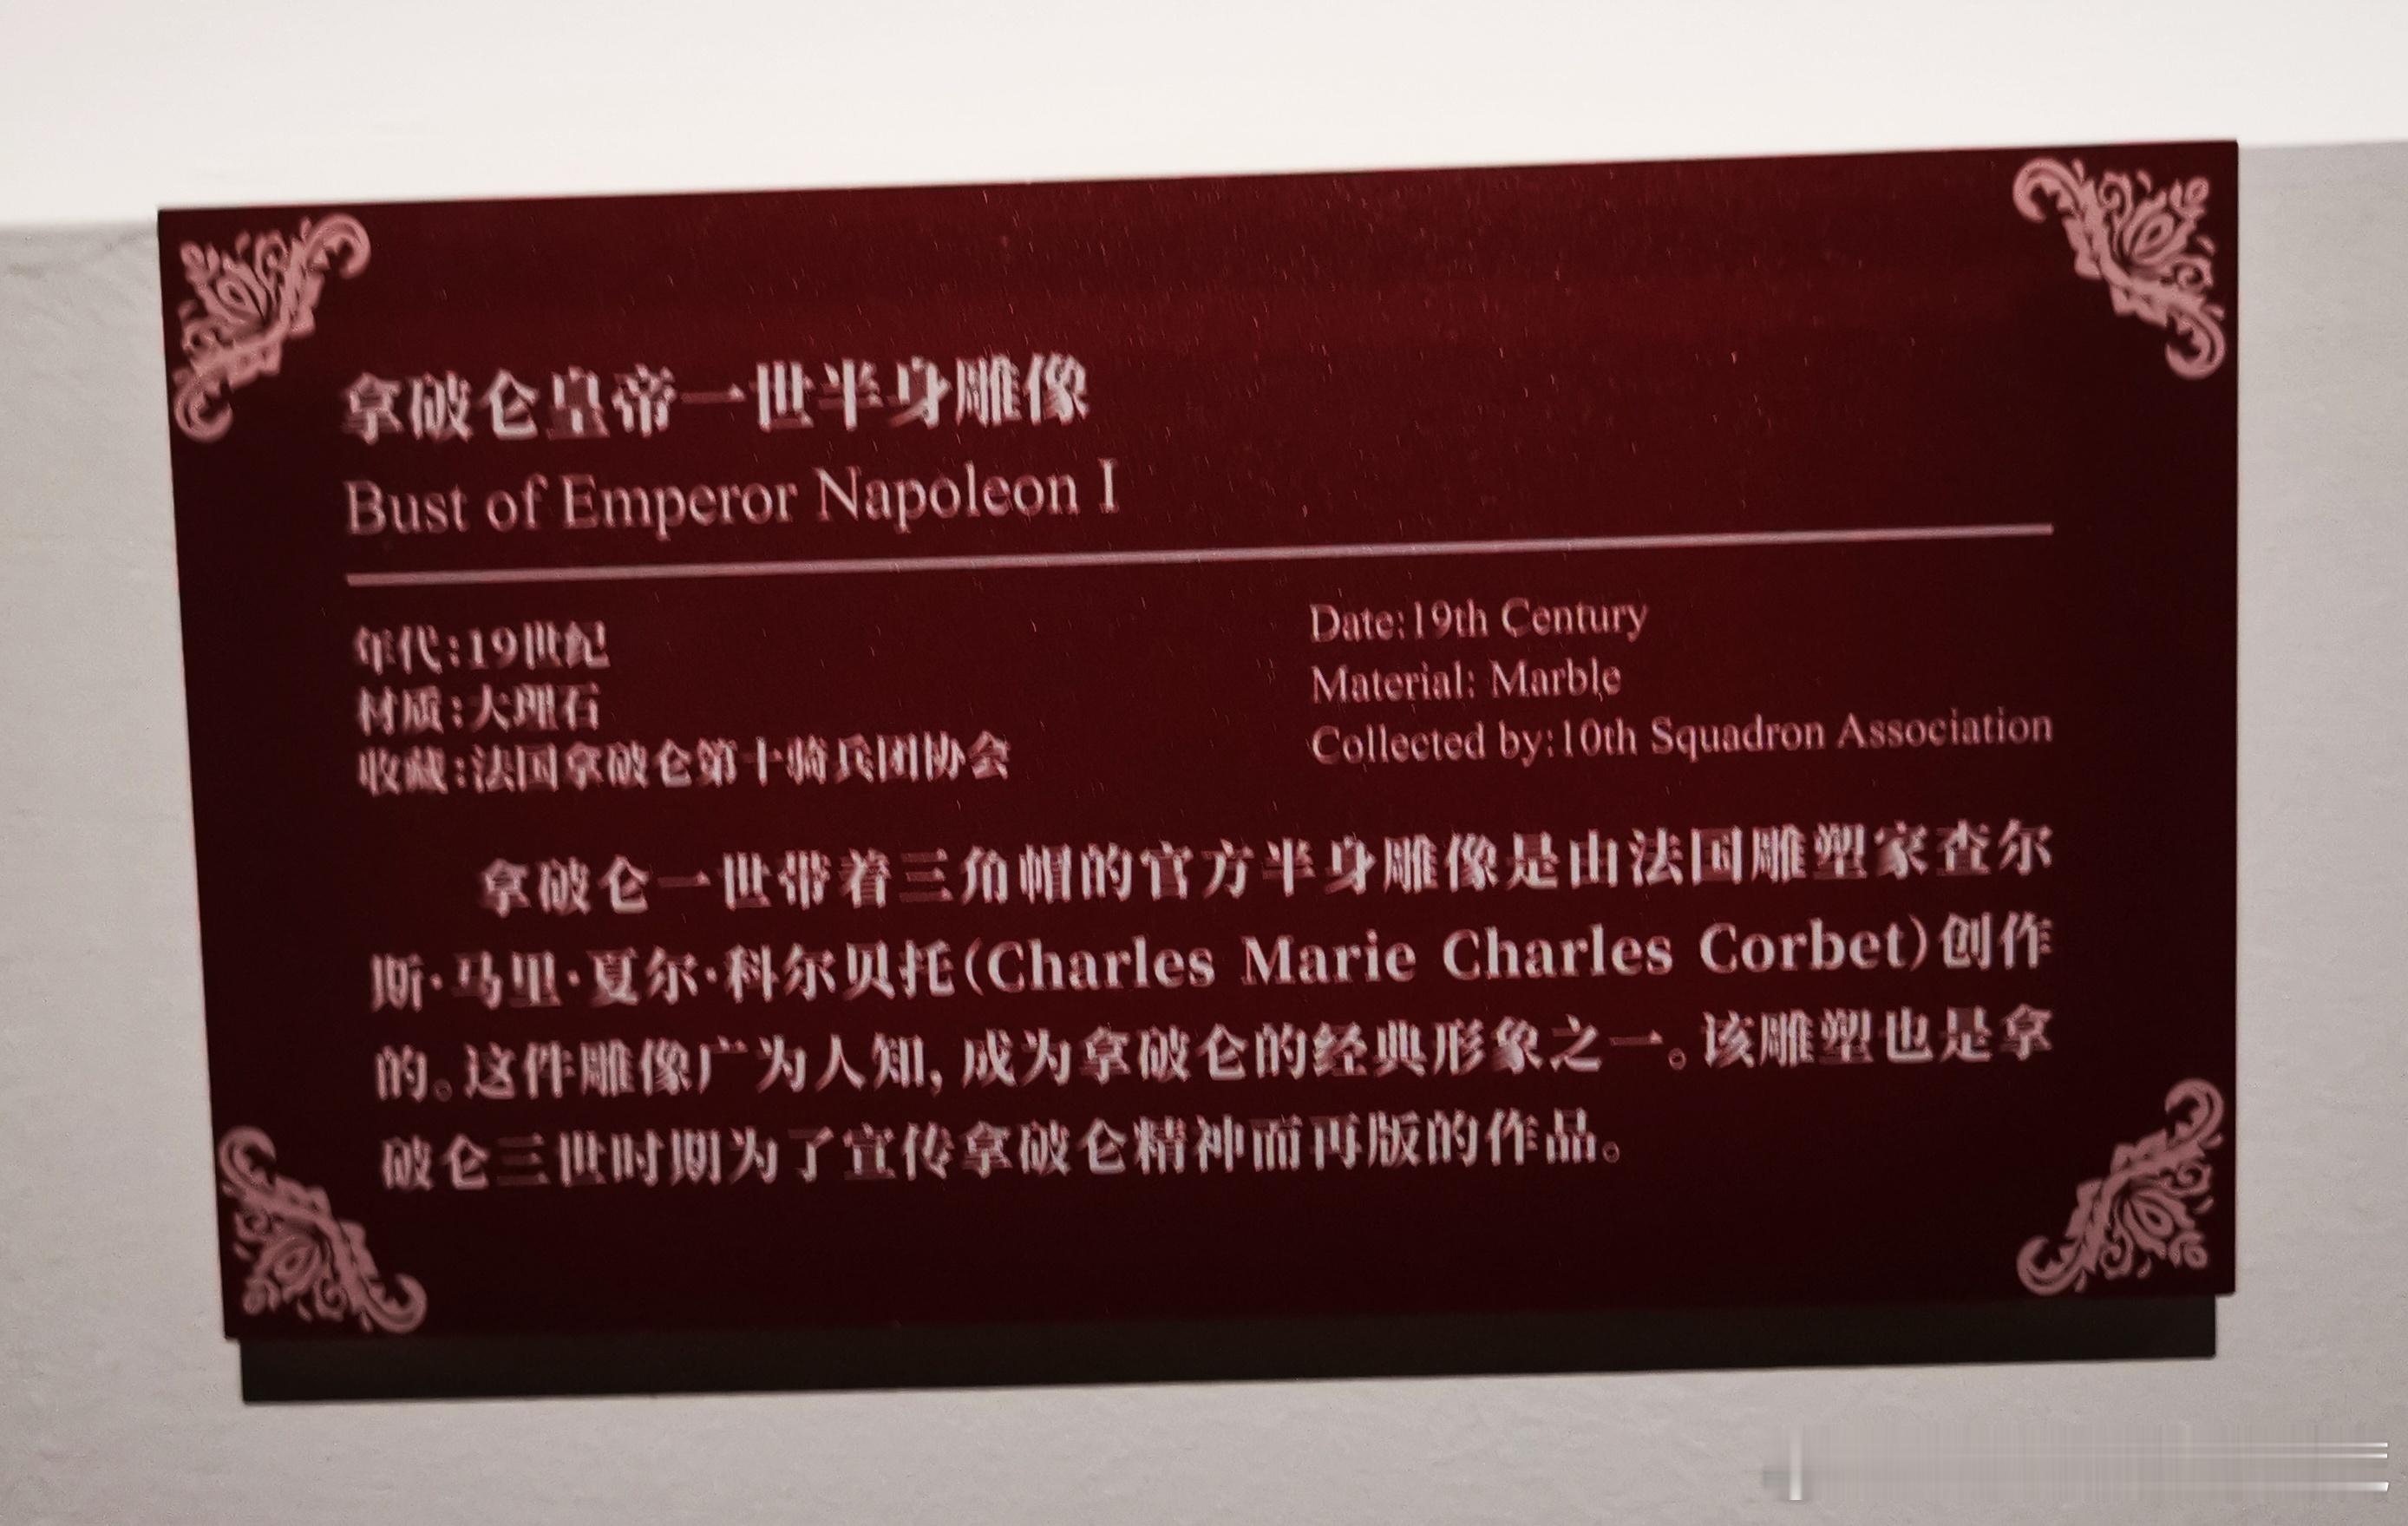 拿破仑皇帝一世半身雕像
Bust of Emperor Napoleon I
年代:19世纪
材质:大理石
收藏:法国拿破仑第十骑兵团协会
Date:19th Century
Material: Marble
Collected by:10th Squadron Association
拿破仑一世带着三角帽的官方半身雕像是由法国雕塑家查尔
斯·马里·夏尔·科尔贝托(Charles Marie Charles Corbet)创作
的。这件雕像广为人知,成为拿破仑的经典形象之一。该雕塑也是拿
破仑三世时期为了宣传拿破仑精神而再版的作品。